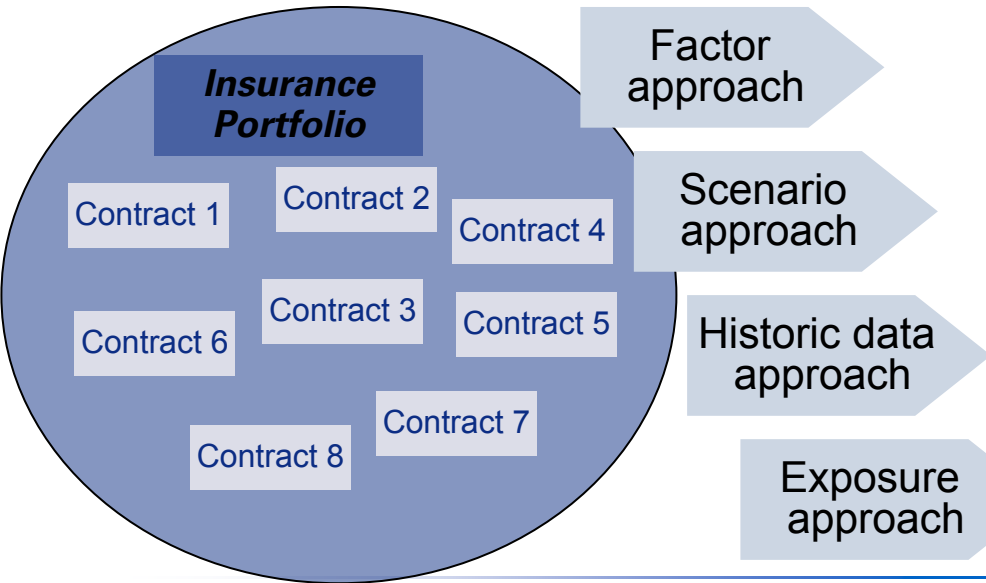 Insurance
Portfolio
Contract 1
Contract 2
Contract 4
Contract 3
Contract 5
Contract 6
Contract 7
Contract 8
Factor
approach
Scenario
approach
Historic data
approach
Exposure
approach